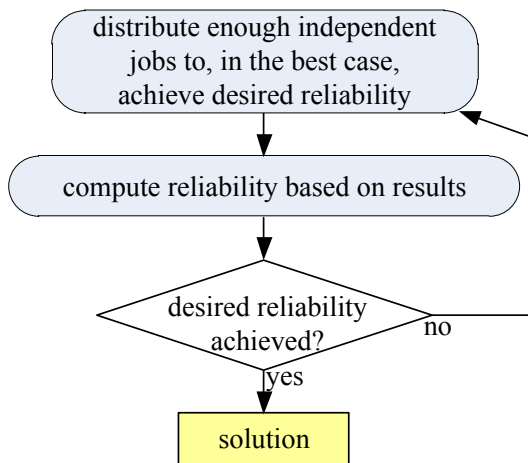 distribute enough independent
jobs to, in the best case,
achieve desired reliability
compute reliability based on results
desired reliability
achieved?
no
yes
solution